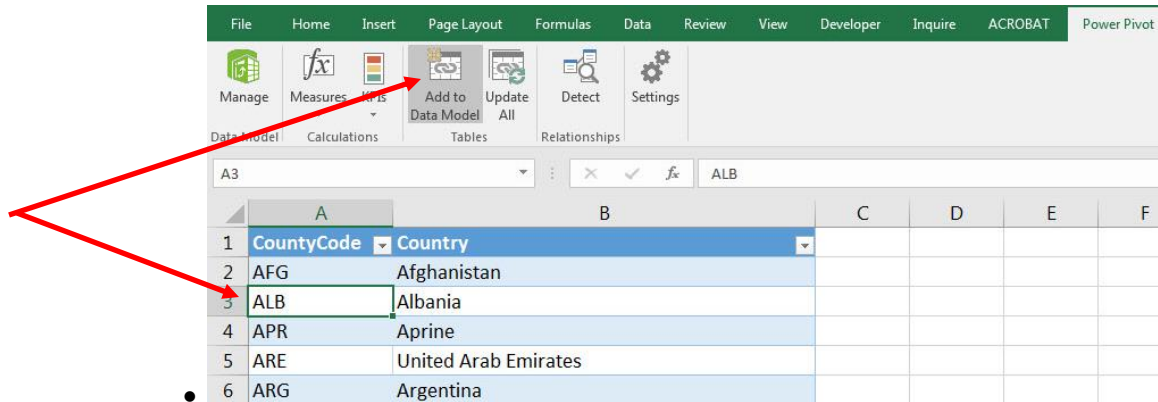 File Home Insert Page Layout Formulas Data Review View Developer Inquire ACROBAT Power Pivot
fx
Manage Measures KPIs Add to Data Model Update All Detect Settings
Data Model Calculations Tables Relationships
A3 fx ALB
A B C D E F
1 CountyCode Country
2 AFG Afghanistan
3 ALB Albania
4 APR Aprine
5 ARE United Arab Emirates
6 ARG Argentina